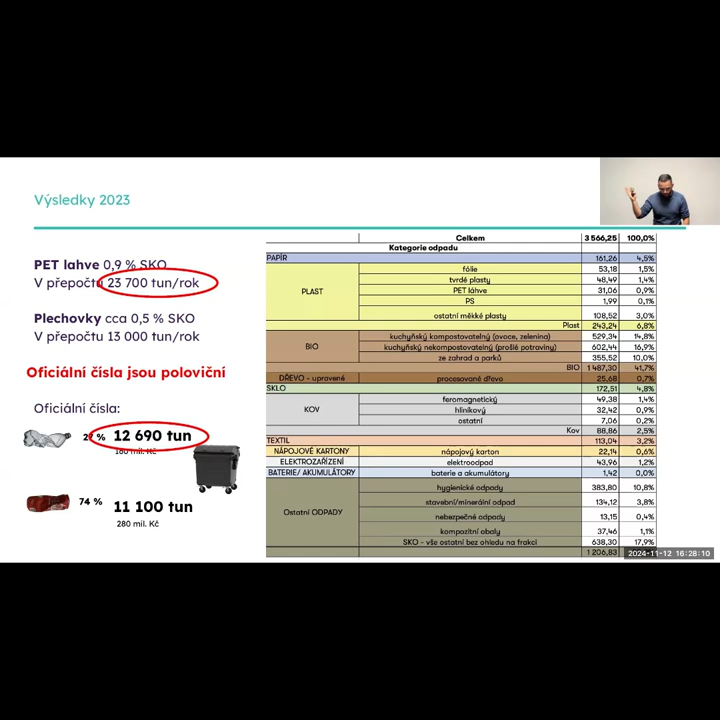 Výsledky 2023
PET lahve 0,9 % SKO
V přepočtu 23 700 tun/rok
Plechovky cca 0,5 % SKO
V přepočtu 13 000 tun/rok
Oficiální čísla jsou poloviční
Oficiální čísla:
12 690 tun
180 mil. Kč
74 % 11 100 tun
280 mil. Kč
Celkem 3 566,25 100,0%
Kategorie odpadu
PAPÍR 161,26 4,5%
PLAST
fólie 53,18 1,5%
tvrdé plasty 48,49 1,4%
PET láhve 31,06 0,9%
PS 1,99 0,1%
ostatní měkké plasty 108,52 3,0%
Plast 243,24 6,8%
BIO
kuchyňský kompostovatelný (ovoce, zelenina) 529,34 14,8%
kuchyňský nekompostovatelný (prošlé potraviny) 602,44 16,9%
ze zahrad a parků 355,52 10,0%
BIO 1 487,30 41,7%
DŘEVO - upravené procesované dřevo 25,68 0,7%
SKLO 172,51 4,8%
KOV
feromagnetický 49,38 1,4%
hliníkový 32,42 0,9%
ostatní 7,06 0,2%
Kov 88,86 2,5%
TEXTIL 113,04 3,2%
NÁPOJOVÉ KARTONY nápojový karton 22,14 0,6%
ELEKTROZAŘÍZENÍ elektroodpad 43,96 1,2%
BATERIE/ AKUMULÁTORY baterie a akumulátory 1,42 0,0%
Ostatní ODPADY
hygienické odpady 383,80 10,8%
stavební/minerální odpad 134,12 3,8%
nebezpečné odpady 13,15 0,4%
kompozitní obaly 37,46 1,1%
SKO - vše ostatní bez ohledu na frakci 638,30 17,9%
1 206,83
2024-11-12 16:28:10